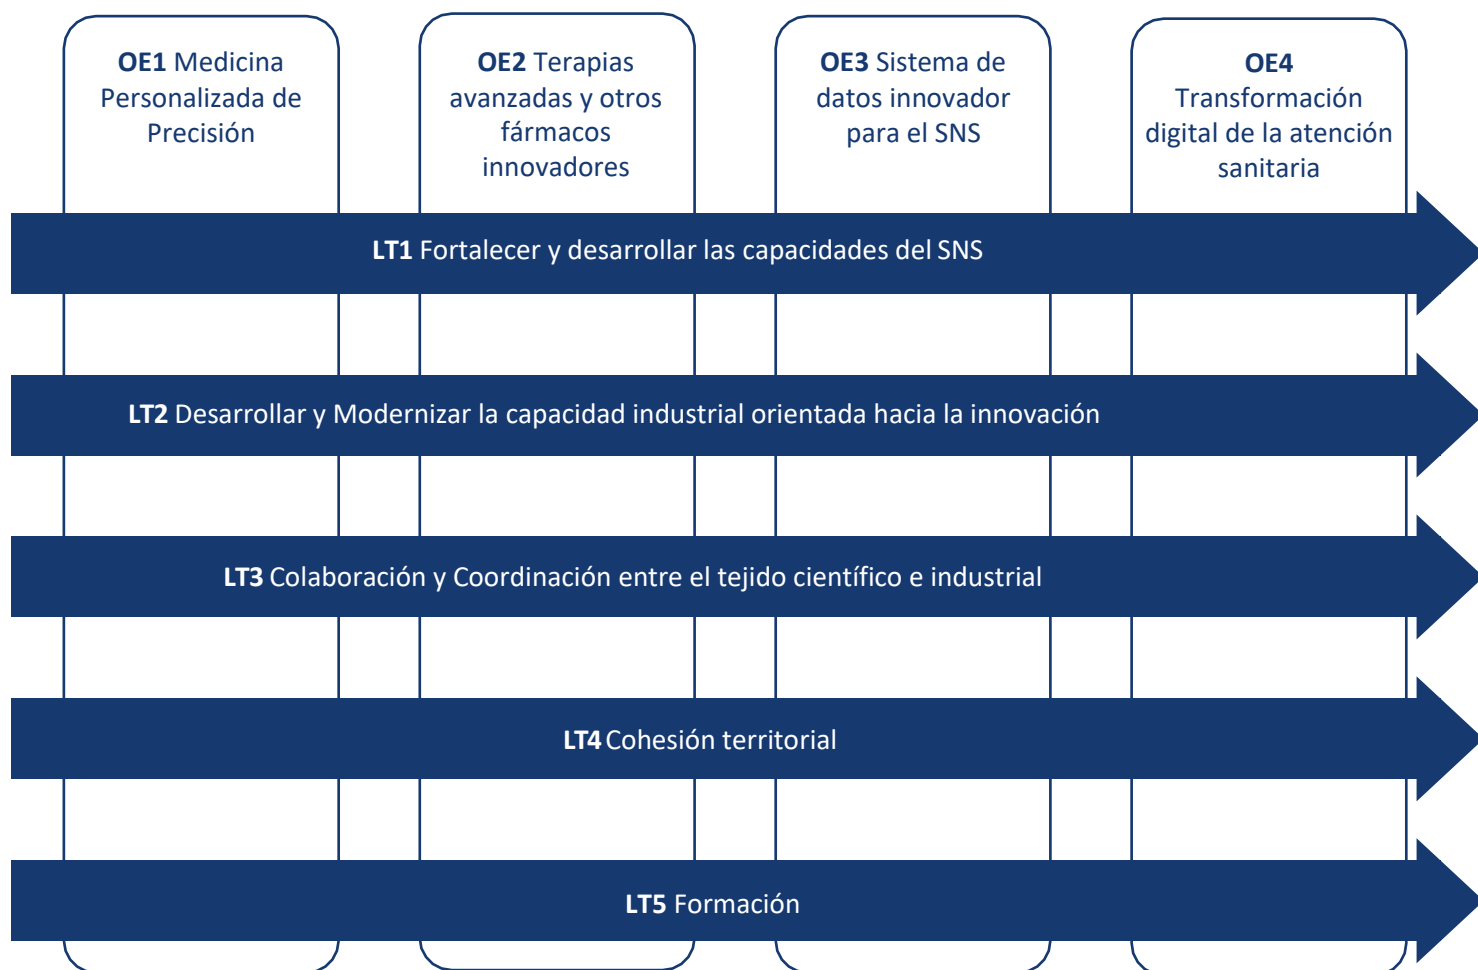 OE1 Medicina
Personalizada de
Precisión
OE2 Terapias
avanzadas y otros
fármacos
innovadores
OE3 Sistema de
datos innovador
para el SNS
OE4
Transformación
digital de la atención
sanitaria
LT1 Fortalecer y desarrollar las capacidades del SNS
LT2 Desarrollar y Modernizar la capacidad industrial orientada hacia la innovación
LT3 Colaboración y Coordinación entre el tejido científico e industrial
LT4 Cohesión territorial
LT5 Formación